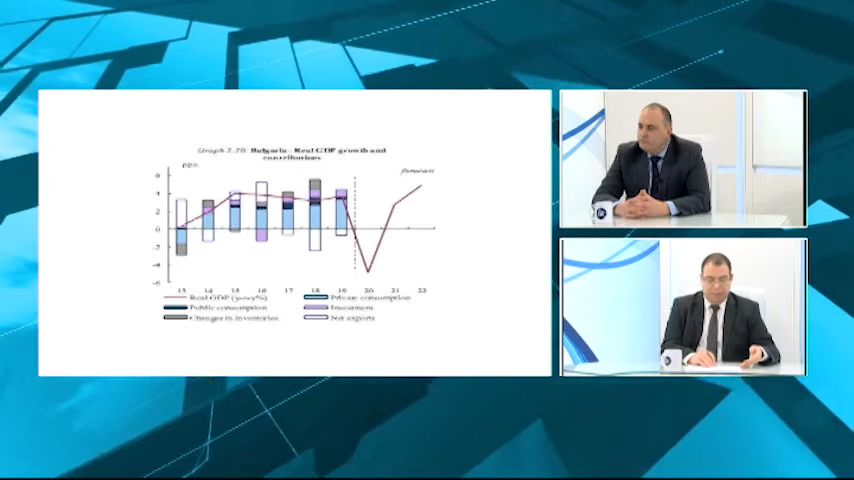 Graph 2.2b: Bulgaria - Real GDP growth and
contributions
pps.
forecast
6
4
2
0
-2
-4
-6
13 14 15 16 17 18 19 20 21 22
Real GDP (y-o-y%) Private consumption
Public consumption Investment
Changes in inventories Net exports